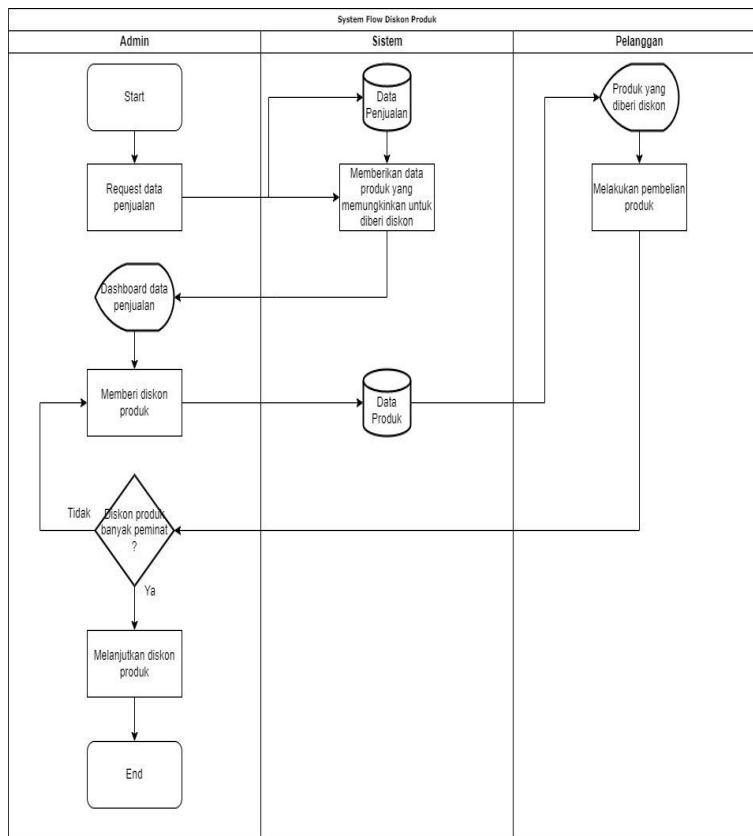 System Flow Diskon Produk
Admin
Sistem
Pelanggan
Start
Data
Penjualan
Produk yang
diberi diskon
Request data
penjualan
Memberikan data
produk yang
memungkinkan untuk
diberi diskon
Melakukan pembelian
produk
Dashboard data
penjualan
Memberi diskon
produk
Data
Produk
Tidak
Diskon produk
banyak peminat
?
Ya
Melanjutkan diskon
produk
End